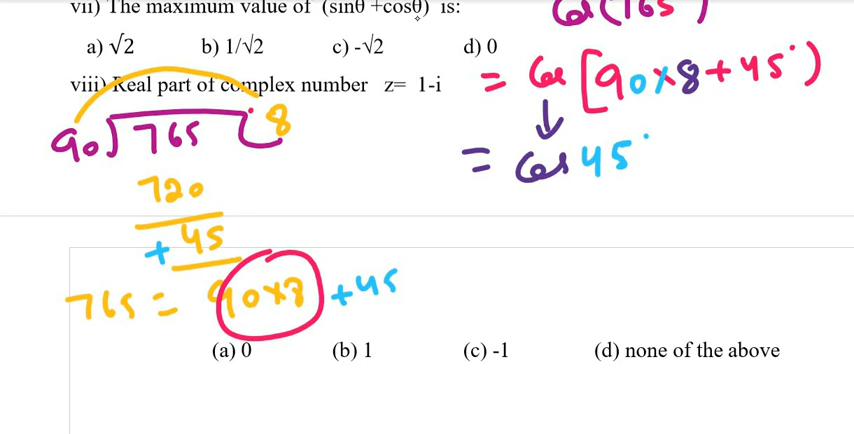 vii) The maximum value of (sinθ +cosθ) is:
a) √2 b) 1/√2 c) -√2 d) 0
viii) Real part of complex number z= 1-i
cos(765°)
= cos [90×8+45°)
= cos 45°
90) 765 (8
720
+ 45
765 = 90×8 + 45
(a) 0 (b) 1 (c) -1 (d) none of the above